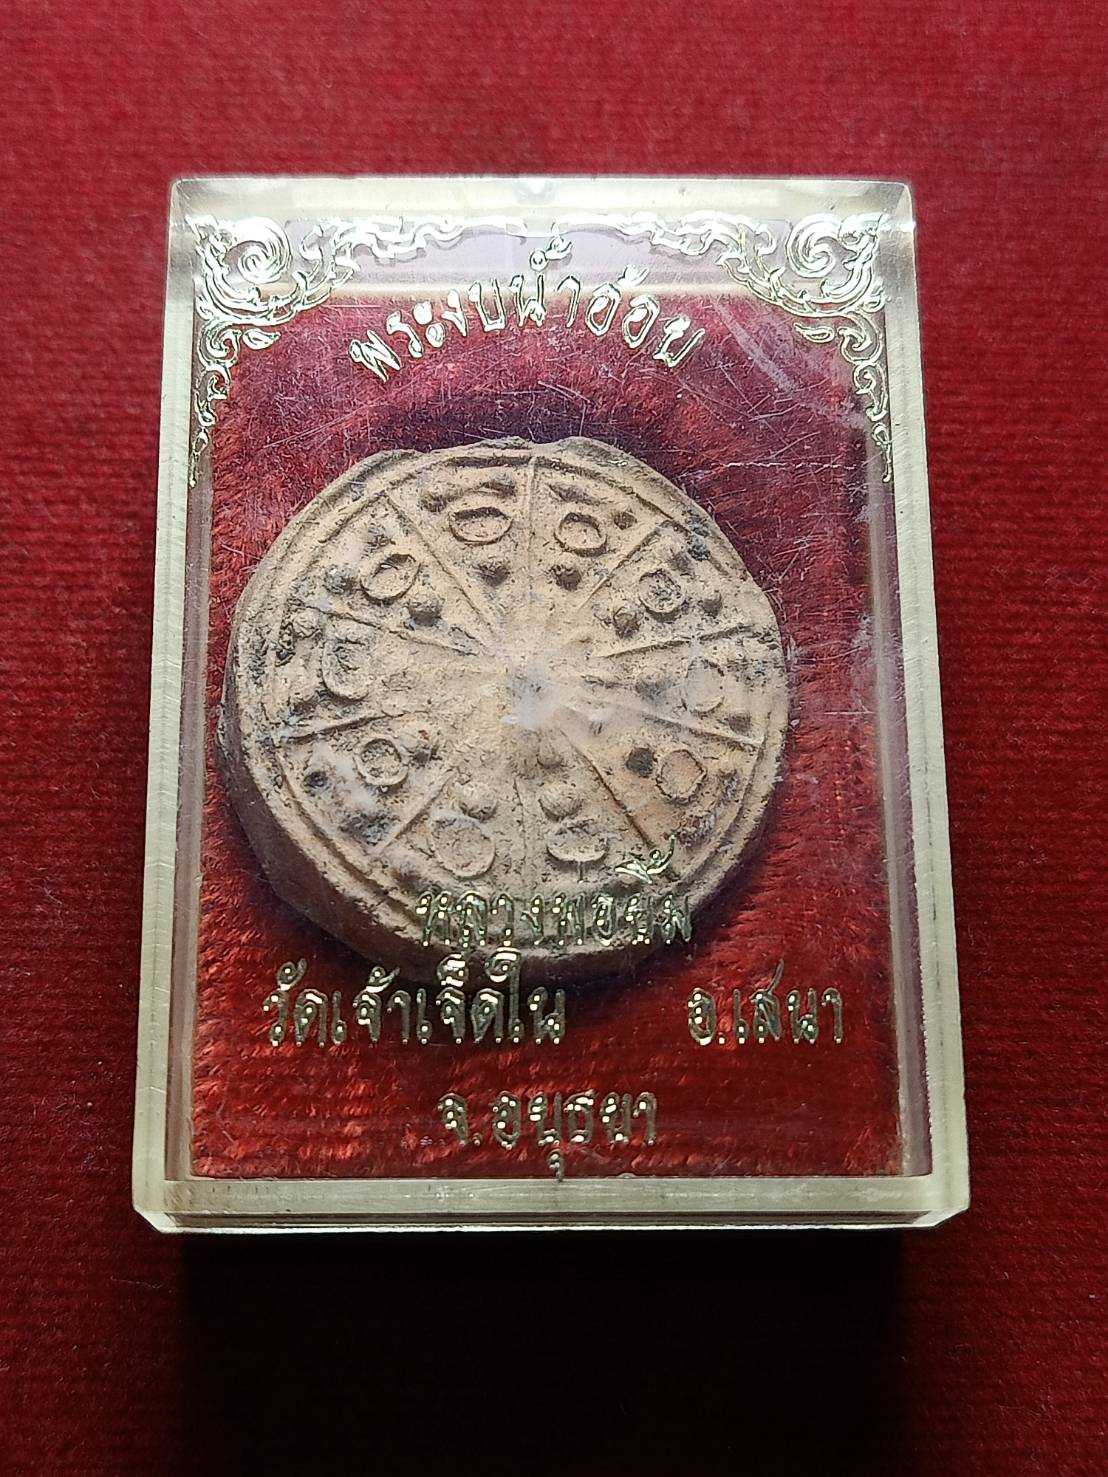 พระงบน้ำอ้อย
หลวงพ่อยิ้ม
วัดเจ้าเจ็ดใน อ.เสนา
จ.อยุธยา